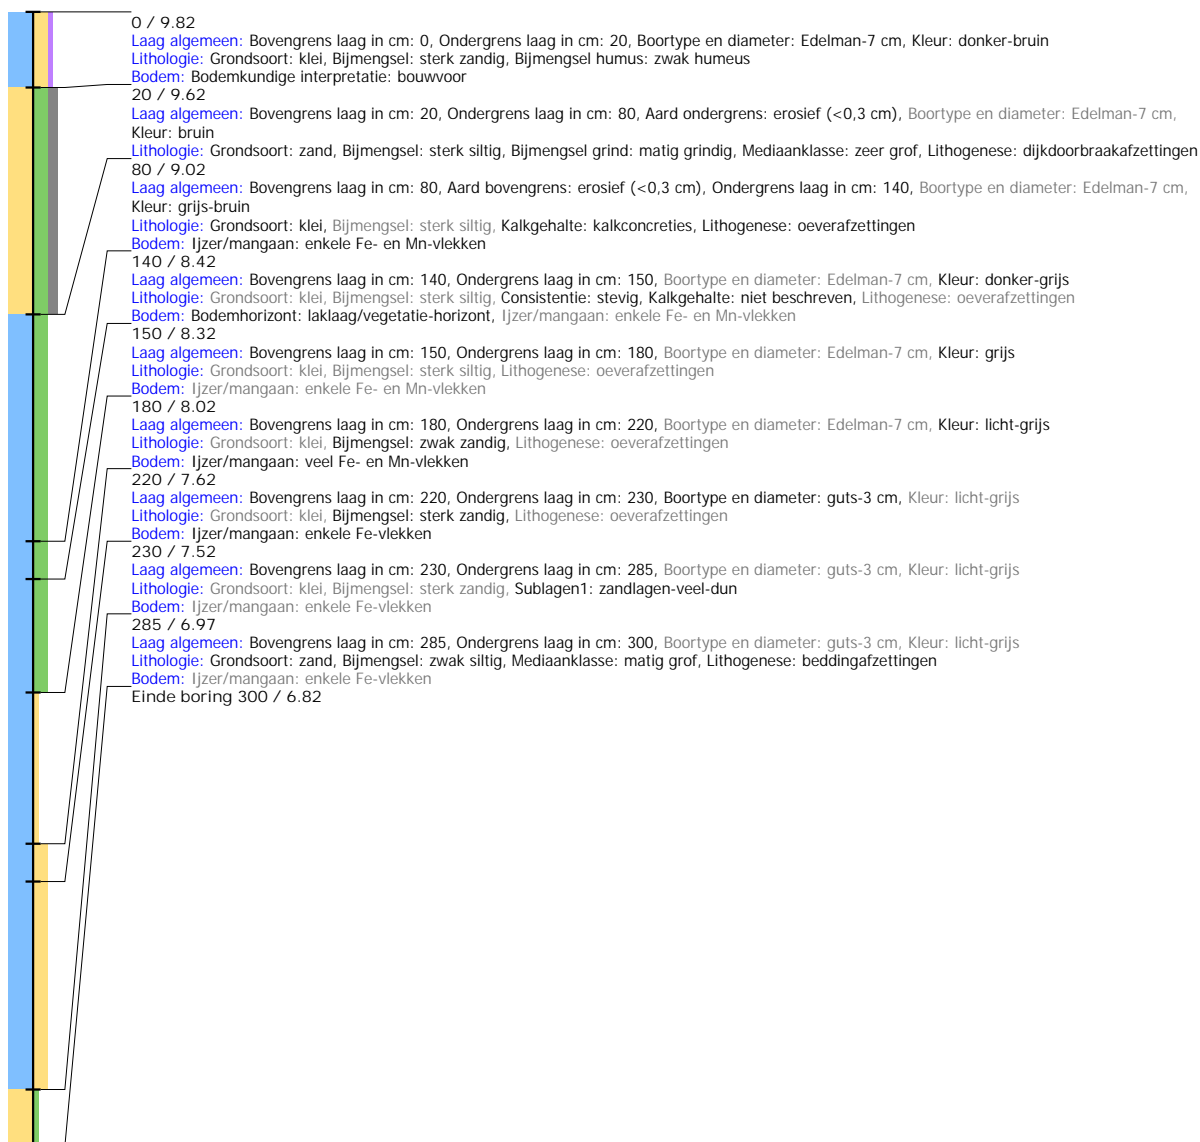 0 / 9.82
Laag algemeen: Bovengrens laag in cm: 0, Ondergrens laag in cm: 20, Boortype en diameter: Edelman-7 cm, Kleur: donker-bruin
Lithologie: Grondsoort: klei, Bijmengsel: sterk zandig, Bijmengsel humus: zwak humeus
Bodem: Bodemkundige interpretatie: bouwvoor
20 / 9.62
Laag algemeen: Bovengrens laag in cm: 20, Ondergrens laag in cm: 80, Aard ondergrens: erosief (<0,3 cm), Boortype en diameter: Edelman-7 cm,
Kleur: bruin
Lithologie: Grondsoort: zand, Bijmengsel: sterk siltig, Bijmengsel grind: matig grindig, Mediaanklasse: zeer grof, Lithogenese: dijkdoorbraakafzettingen
80 / 9.02
Laag algemeen: Bovengrens laag in cm: 80, Aard bovengrens: erosief (<0,3 cm), Ondergrens laag in cm: 140, Boortype en diameter: Edelman-7 cm,
Kleur: grijs-bruin
Lithologie: Grondsoort: klei, Bijmengsel: sterk siltig, Kalkgehalte: kalkconcreties, Lithogenese: oeverafzettingen
Bodem: Ijzer/mangaan: enkele Fe- en Mn-vlekken
140 / 8.42
Laag algemeen: Bovengrens laag in cm: 140, Ondergrens laag in cm: 150, Boortype en diameter: Edelman-7 cm, Kleur: donker-grijs
Lithologie: Grondsoort: klei, Bijmengsel: sterk siltig, Consistentie: stevig, Kalkgehalte: niet beschreven, Lithogenese: oeverafzettingen
Bodem: Bodemhorizont: laklaag/vegetatie-horizont, Ijzer/mangaan: enkele Fe- en Mn-vlekken
150 / 8.32
Laag algemeen: Bovengrens laag in cm: 150, Ondergrens laag in cm: 180, Boortype en diameter: Edelman-7 cm, Kleur: grijs
Lithologie: Grondsoort: klei, Bijmengsel: sterk siltig, Lithogenese: oeverafzettingen
Bodem: Ijzer/mangaan: enkele Fe- en Mn-vlekken
180 / 8.02
Laag algemeen: Bovengrens laag in cm: 180, Ondergrens laag in cm: 220, Boortype en diameter: Edelman-7 cm, Kleur: licht-grijs
Lithologie: Grondsoort: klei, Bijmengsel: zwak zandig, Lithogenese: oeverafzettingen
Bodem: Ijzer/mangaan: veel Fe- en Mn-vlekken
220 / 7.62
Laag algemeen: Bovengrens laag in cm: 220, Ondergrens laag in cm: 230, Boortype en diameter: guts-3 cm, Kleur: licht-grijs
Lithologie: Grondsoort: klei, Bijmengsel: sterk zandig, Lithogenese: oeverafzettingen
Bodem: Ijzer/mangaan: enkele Fe-vlekken
230 / 7.52
Laag algemeen: Bovengrens laag in cm: 230, Ondergrens laag in cm: 285, Boortype en diameter: guts-3 cm, Kleur: licht-grijs
Lithologie: Grondsoort: klei, Bijmengsel: sterk zandig, Sublagen1: zandlagen-veel-dun
Bodem: Ijzer/mangaan: enkele Fe-vlekken
285 / 6.97
Laag algemeen: Bovengrens laag in cm: 285, Ondergrens laag in cm: 300, Boortype en diameter: guts-3 cm, Kleur: licht-grijs
Lithologie: Grondsoort: zand, Bijmengsel: zwak siltig, Mediaanklasse: matig grof, Lithogenese: beddingafzettingen
Bodem: Ijzer/mangaan: enkele Fe-vlekken
Einde boring 300 / 6.82